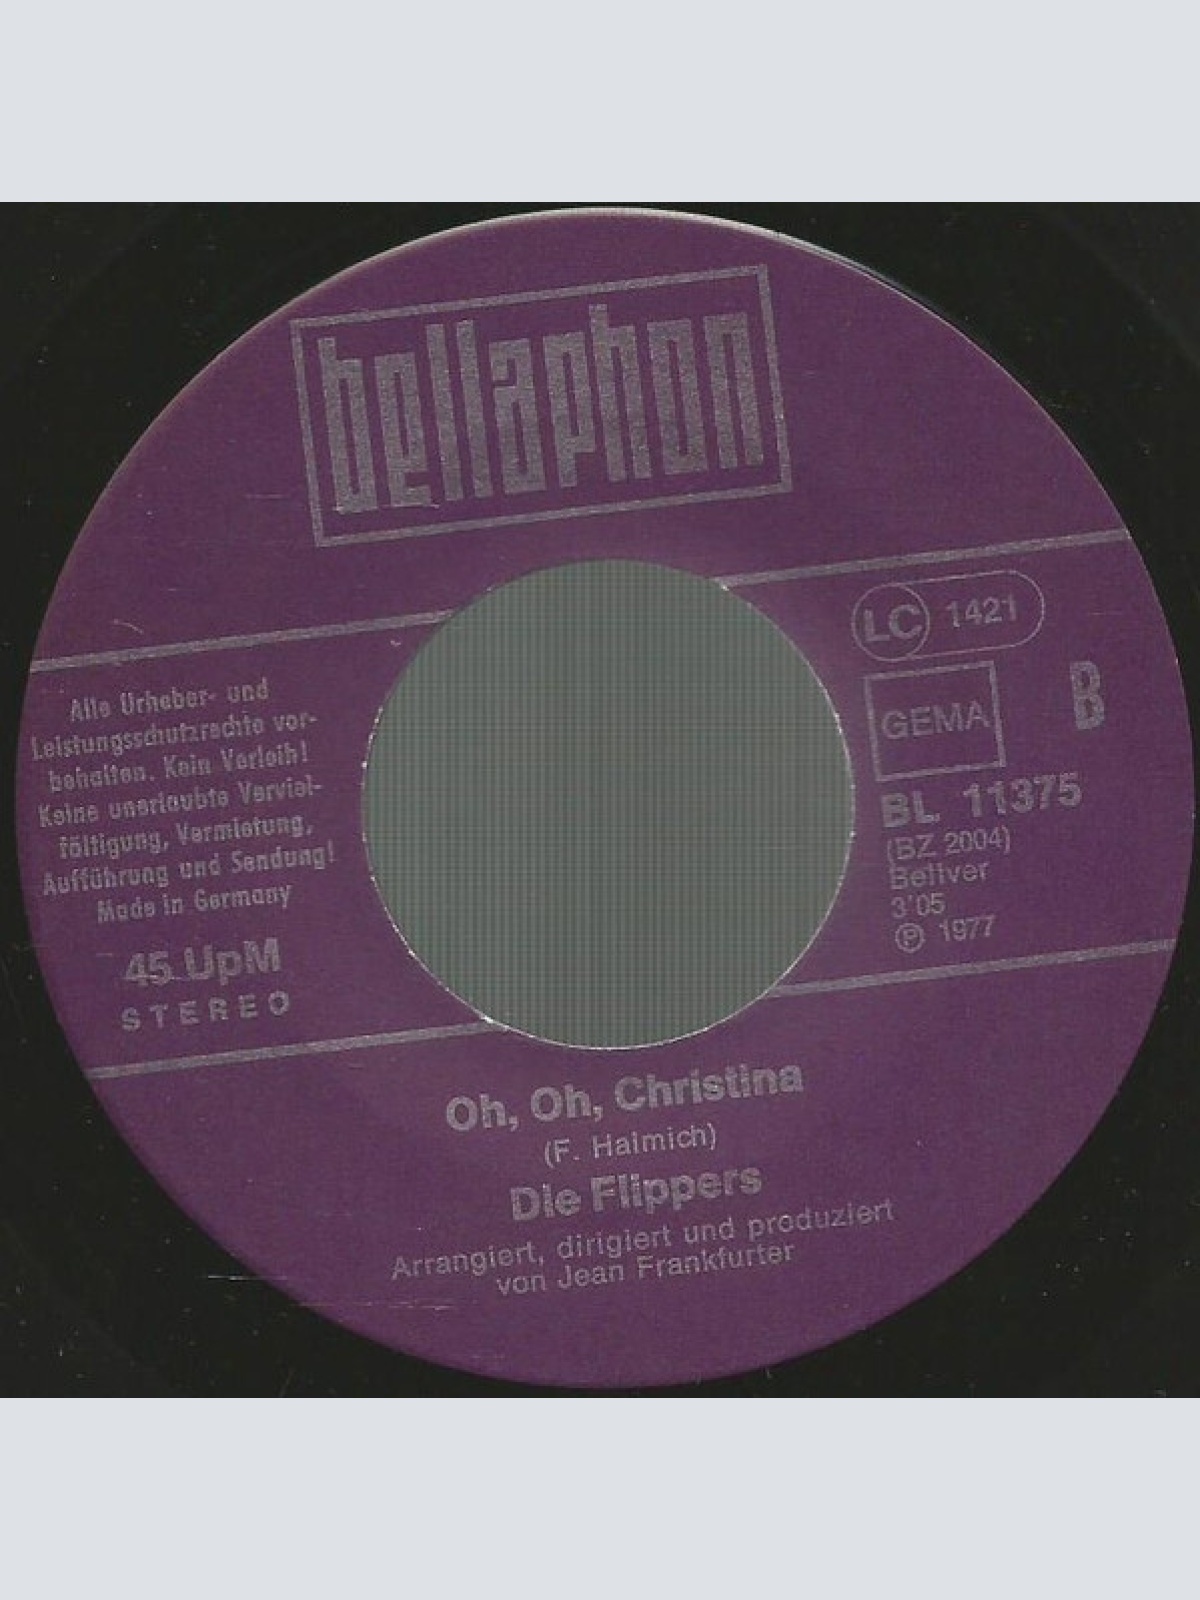 bellaphon
LC 1421
GEMA
B
BL 11375
(BZ 2004)
Bellver
3'05
℗ 1977
Alle Urheber- und
Leistungsschutzrechte vor-
behalten. Kein Verleih!
Keine unerlaubte Verviel-
fältigung, Vermietung,
Aufführung und Sendung!
Made in Germany
45 UpM
STEREO
Oh, Oh, Christina
(F. Halmich)
Die Flippers
Arrangiert, dirigiert und produziert
von Jean Frankfurter